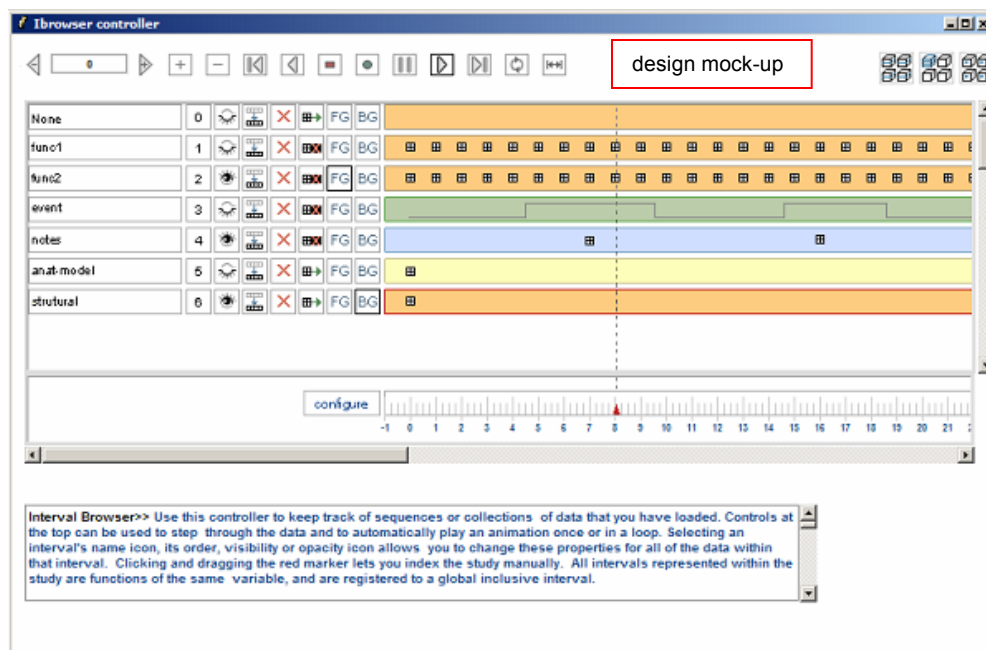 Ibrowser controller
0
design mock-up
None 0 FG BG
func1 1 FG BG
func2 2 FG BG
event 3 FG BG
notes 4 FG BG
anat-model 5 FG BG
strutural 6 FG BG
configure
-1 0 1 2 3 4 5 6 7 8 9 10 11 12 13 14 15 16 17 18 19 20 21
Interval Browser>> Use this controller to keep track of sequences or collections of data that you have loaded. Controls at
the top can be used to step through the data and to automatically play an animation once or in a loop. Selecting an
interval's name icon, its order, visibility or opacity icon allows you to change these properties for all of the data within
that interval. Clicking and dragging the red marker lets you index the study manually. All intervals represented within the
study are functions of the same variable, and are registered to a global inclusive interval.